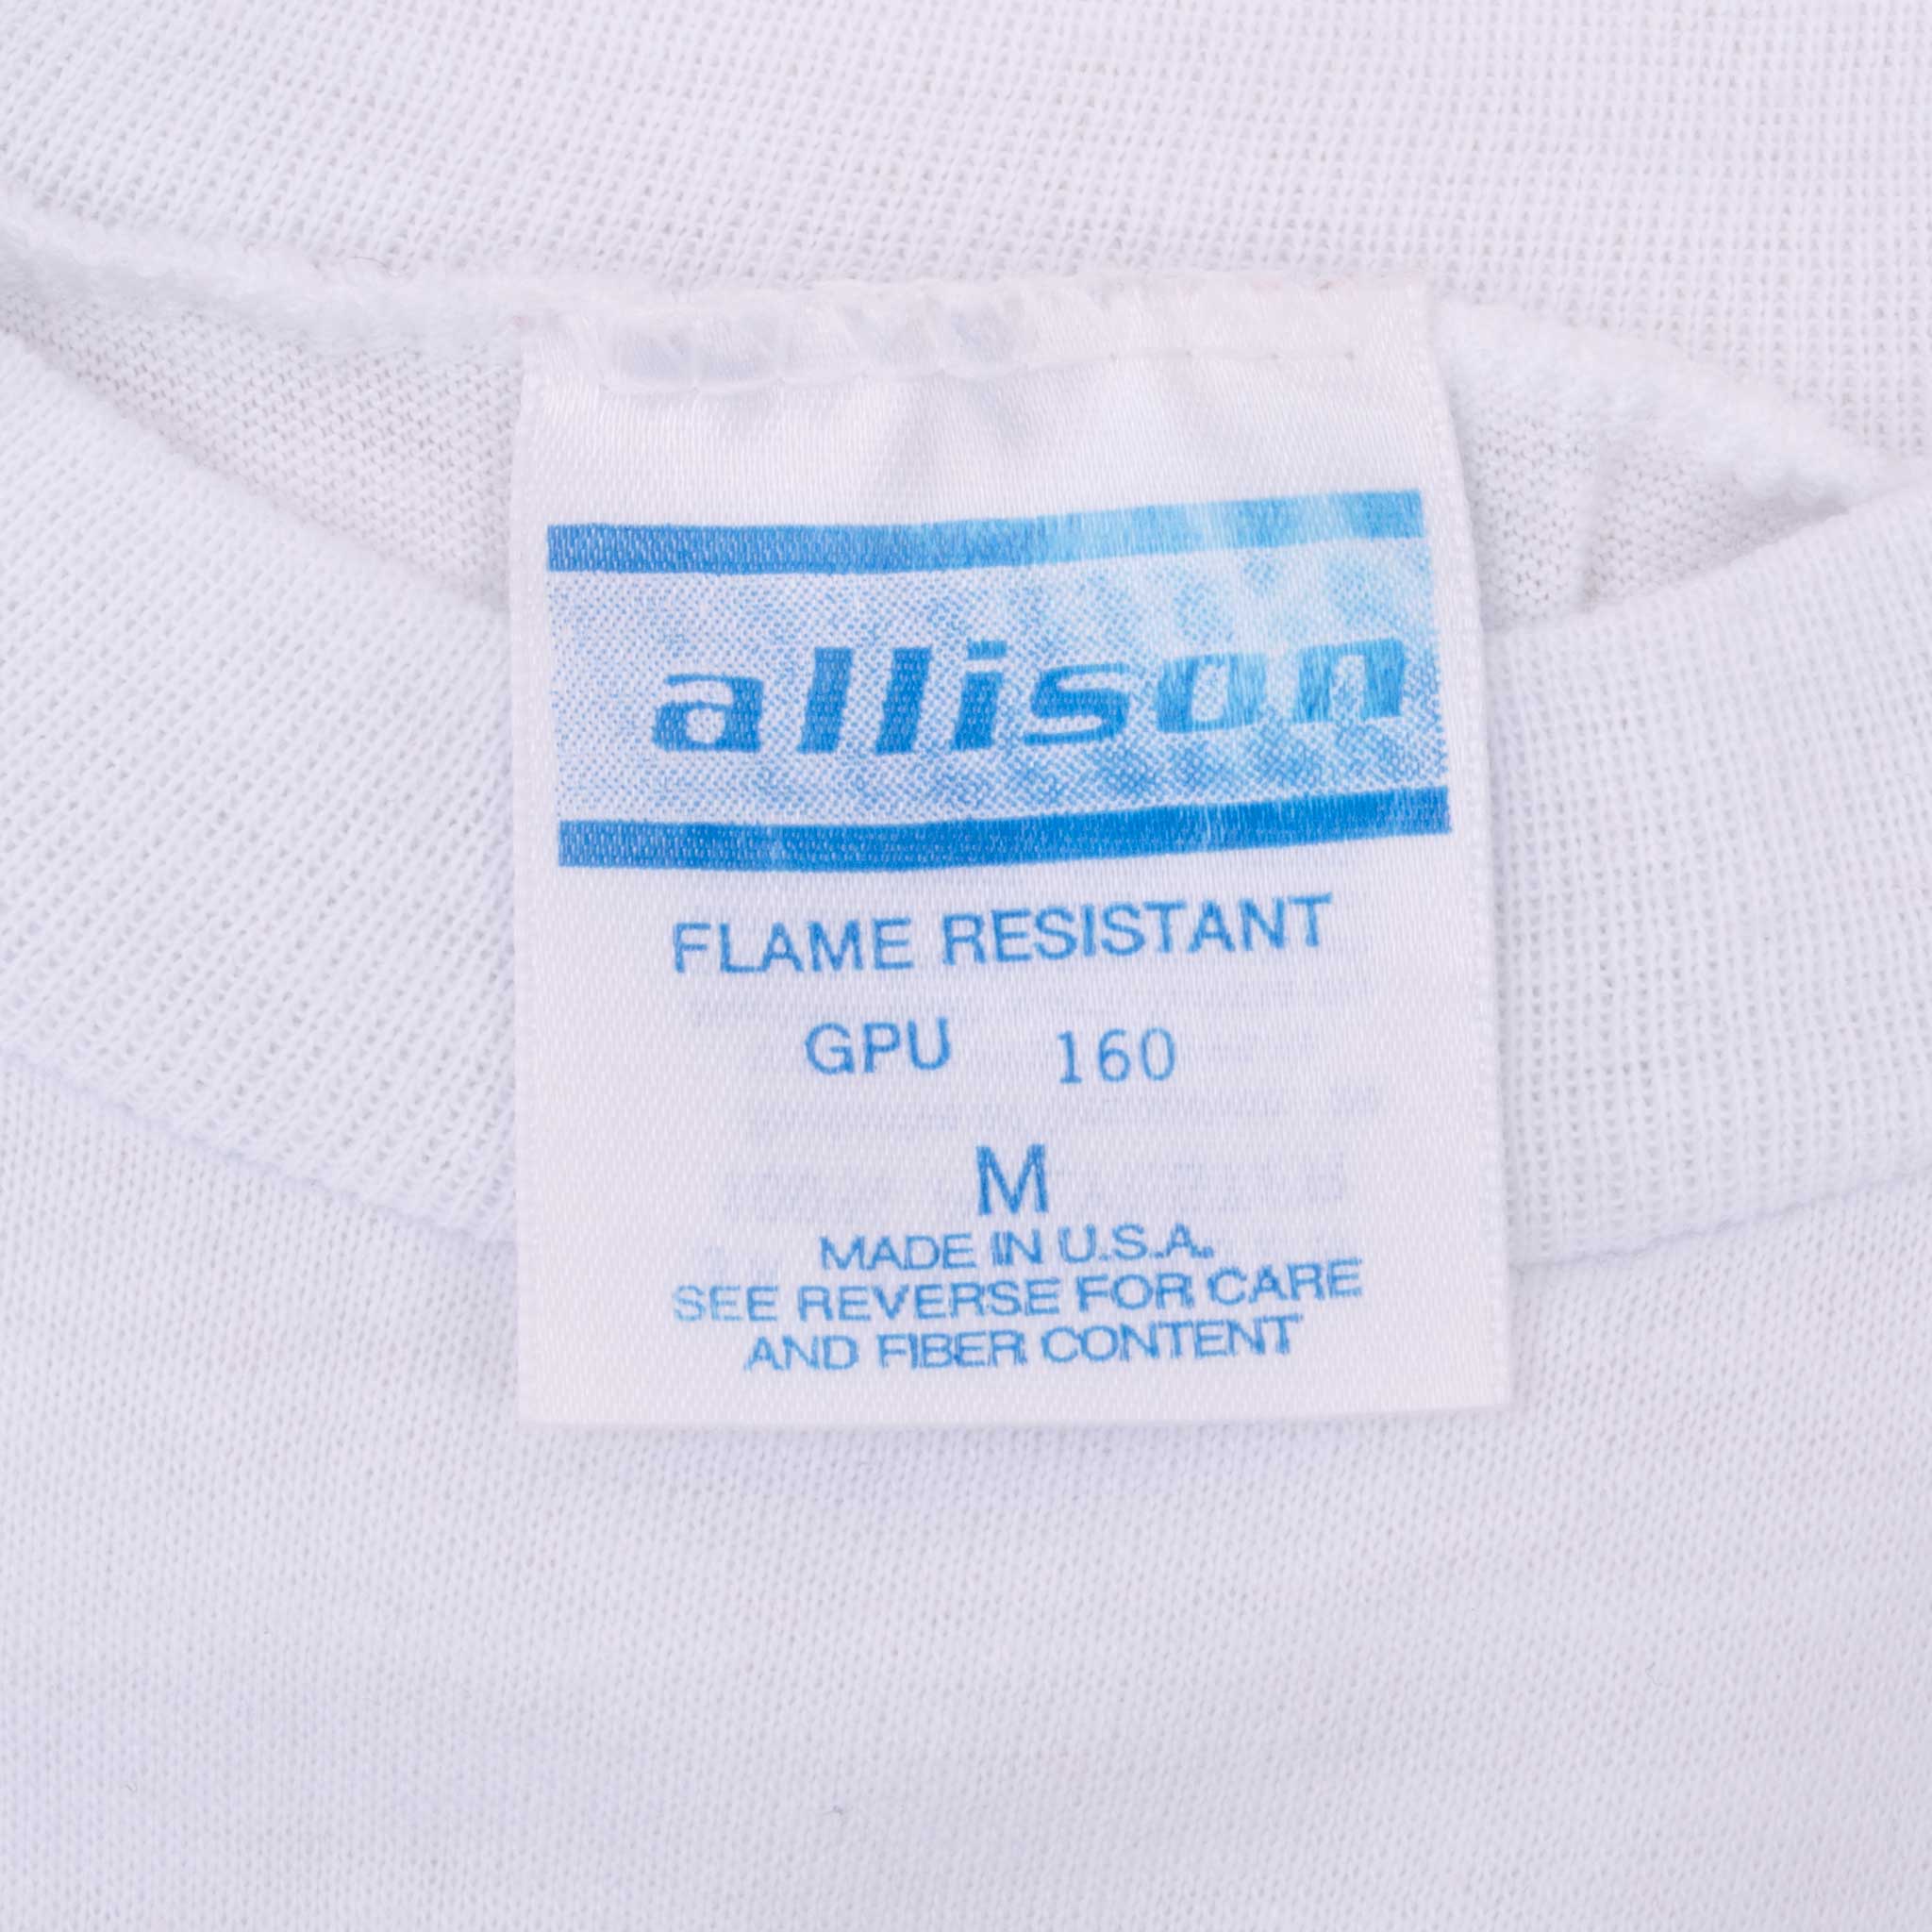 allison
FLAME RESISTANT
GPU 160
M
MADE IN U.S.A.
SEE REVERSE FOR CARE
AND FIBER CONTENT